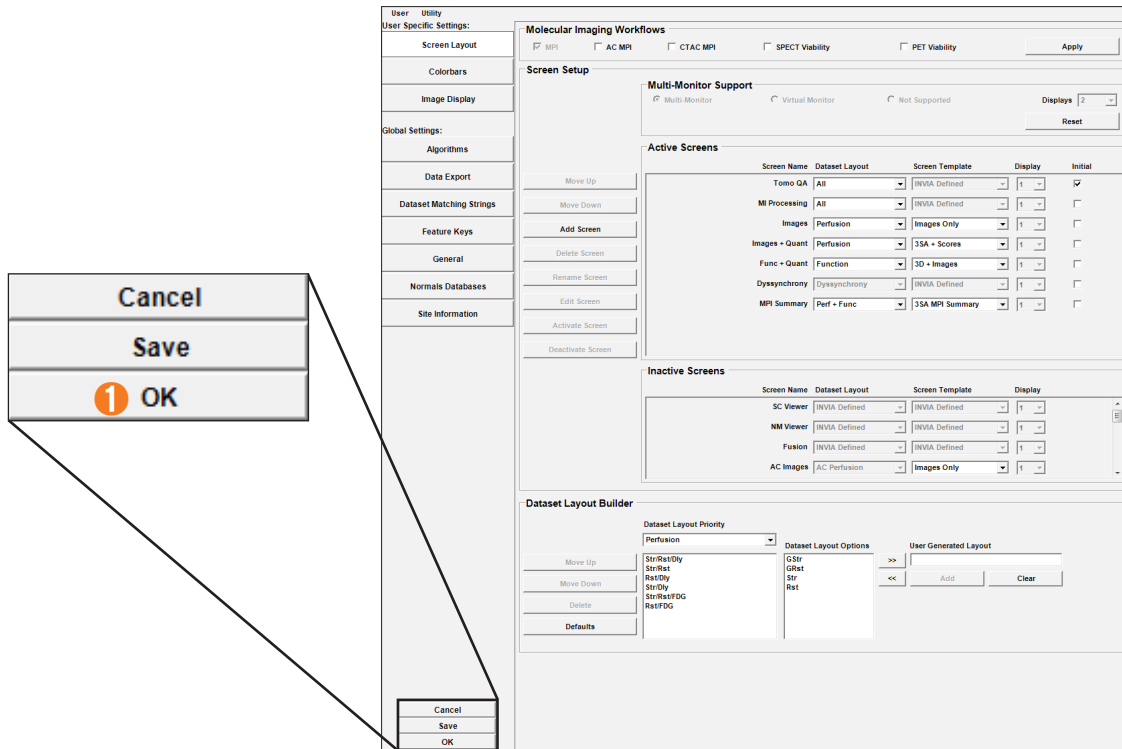 User Utility
User Specific Settings:
Screen Layout
Colorbars
Image Display
Global Settings:
Algorithms
Data Export
Dataset Matching Strings
Feature Keys
General
Normals Databases
Site Information
Cancel
Save
1 OK
Cancel
Save
OK
Molecular Imaging Workflows
MPI AC MPI CTAC MPI SPECT Viability PET Viability Apply
Screen Setup
Multi-Monitor Support
Multi-Monitor Virtual Monitor Not Supported Displays 2
Reset
Move Up
Move Down
Add Screen
Delete Screen
Rename Screen
Edit Screen
Activate Screen
Deactivate Screen
Active Screens
Screen Name Dataset Layout Screen Template Display Initial
Tomo QA All INVIA Defined 1
MI Processing All INVIA Defined 1
Images Perfusion Images Only 1
Images + Quant Perfusion 3SA + Scores 1
Func + Quant Function 3D + Images 1
Dyssynchrony Dyssynchrony INVIA Defined 1
MPI Summary Perf + Func 3SA MPI Summary 1
Inactive Screens
Screen Name Dataset Layout Screen Template Display
SC Viewer INVIA Defined INVIA Defined 1
NM Viewer INVIA Defined INVIA Defined 1
Fusion INVIA Defined INVIA Defined 1
AC Images AC Perfusion Images Only 1
Dataset Layout Builder
Move Up
Move Down
Delete
Defaults
Dataset Layout Priority
Perfusion
Str/Rst/Dly
Str/Rst
Rst/Dly
Str/Dly
Str/Rst/FDG
Rst/FDG
Dataset Layout Options
GStr
GRst
Str
Rst
>>
<<
User Generated Layout
Add Clear